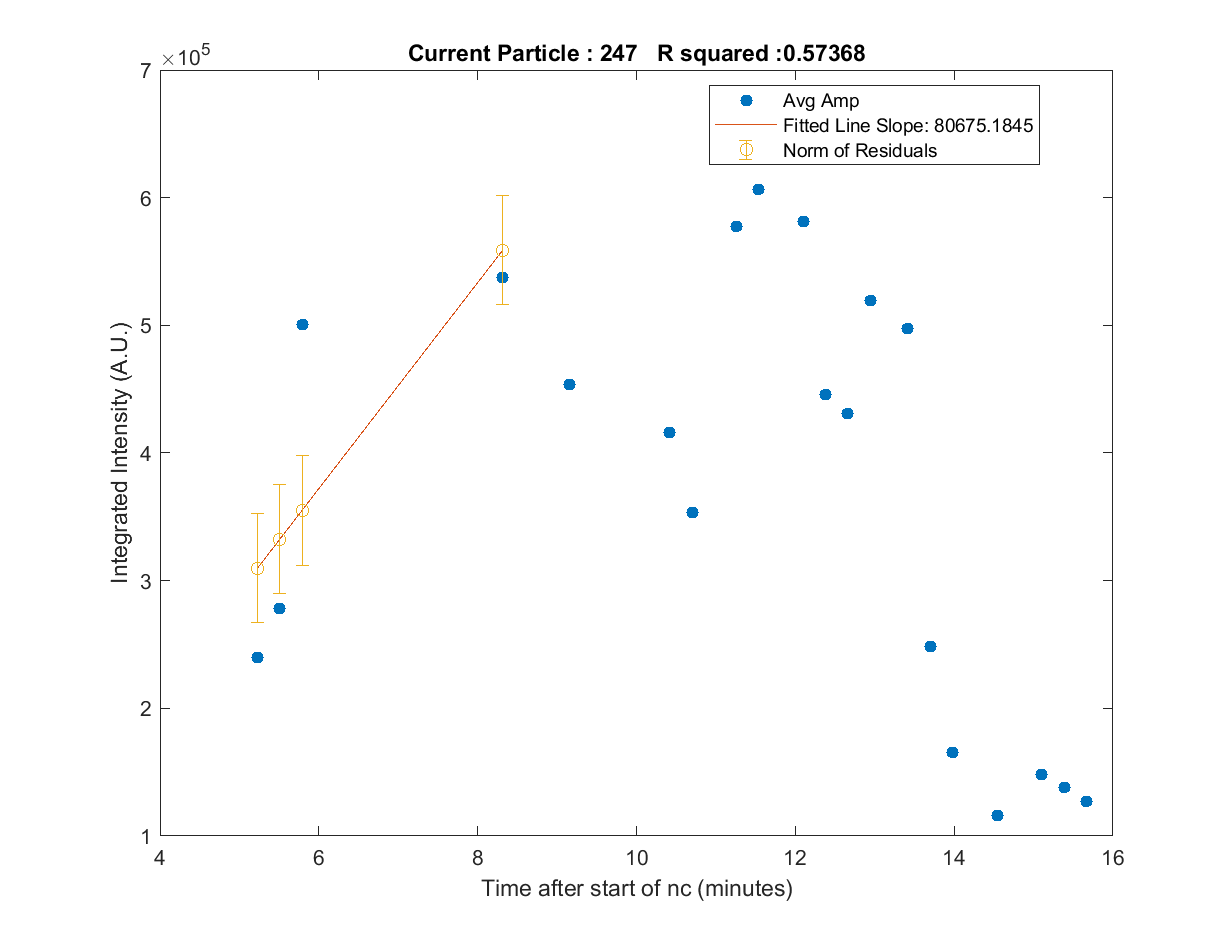 Current Particle : 247 R squared :0.57368
×10^5
7
6
5
4
3
2
1
Integrated Intensity (A.U.)
Avg Amp
Fitted Line Slope: 80675.1845
Norm of Residuals
4 6 8 10 12 14 16
Time after start of nc (minutes)